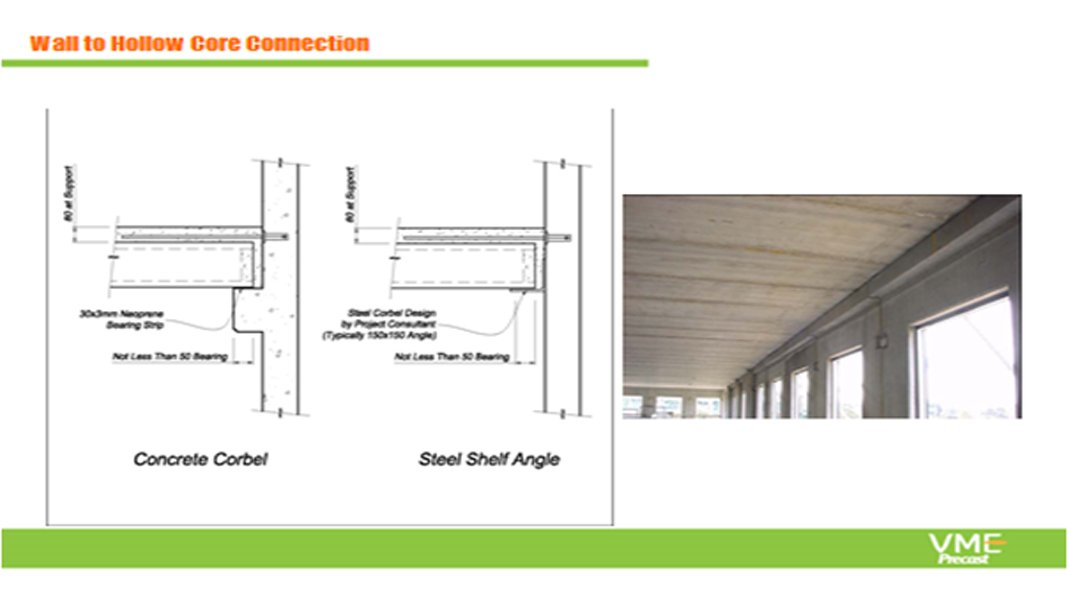 Wall to Hollow Core Connection
80 at Support
30x3mm Neoprene
Bearing Strip
Not Less Than 50 Bearing
Concrete Corbel
80 at Support
Steel Corbel Design
by Project Consultant
(Typically 150x150 Angle)
Not Less Than 50 Bearing
Steel Shelf Angle
VME
Precast